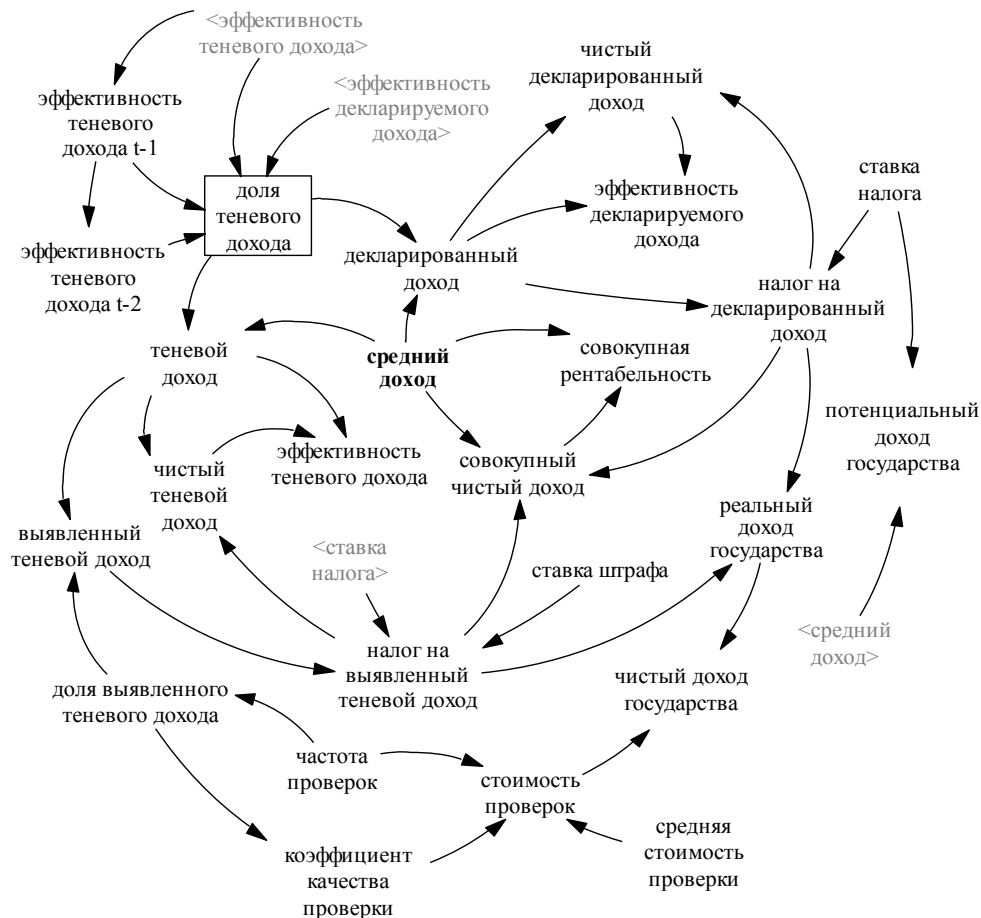 <эффективность
теневого дохода>
чистый
декларированный
доход
эффективность
теневого
дохода t-1
<эффективность
декларируемого
дохода>
ставка
налога
доля
теневого
дохода
эффективность
декларируемого
дохода
эффективность
теневого
дохода t-2
декларированный
доход
налог на
декларированный
доход
теневой
доход
средний
доход
совокупная
рентабельность
потенциальный
доход
государства
чистый
теневой
доход
эффективность
теневого дохода
совокупный
чистый доход
реальный
доход
государства
выявленный
теневой доход
<ставка
налога>
ставка штрафа
<средний
доход>
налог на
выявленный
теневой доход
чистый доход
государства
доля выявленного
теневого дохода
частота
проверок
стоимость
проверок
средняя
стоимость
проверки
коэффициент
качества
проверки